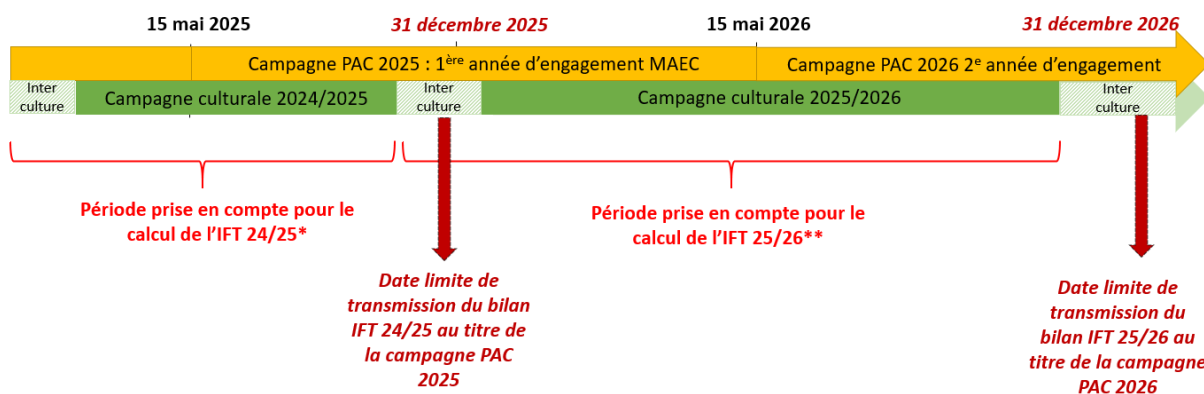 15 mai 2025
31 décembre 2025
15 mai 2026
31 décembre 2026
Campagne PAC 2025 : 1ère année d’engagement MAEC
Campagne PAC 2026 2e année d’engagement
Inter
culture
Campagne culturale 2024/2025
Inter
culture
Campagne culturale 2025/2026
Inter
culture
Période prise en compte pour le
calcul de l’IFT 24/25*
Période prise en compte pour le
calcul de l’IFT 25/26**
Date limite de
transmission du bilan
IFT 24/25 au titre de
la campagne PAC
2025
Date limite de
transmission du
bilan IFT 25/26 au
titre de la campagne
PAC 2026